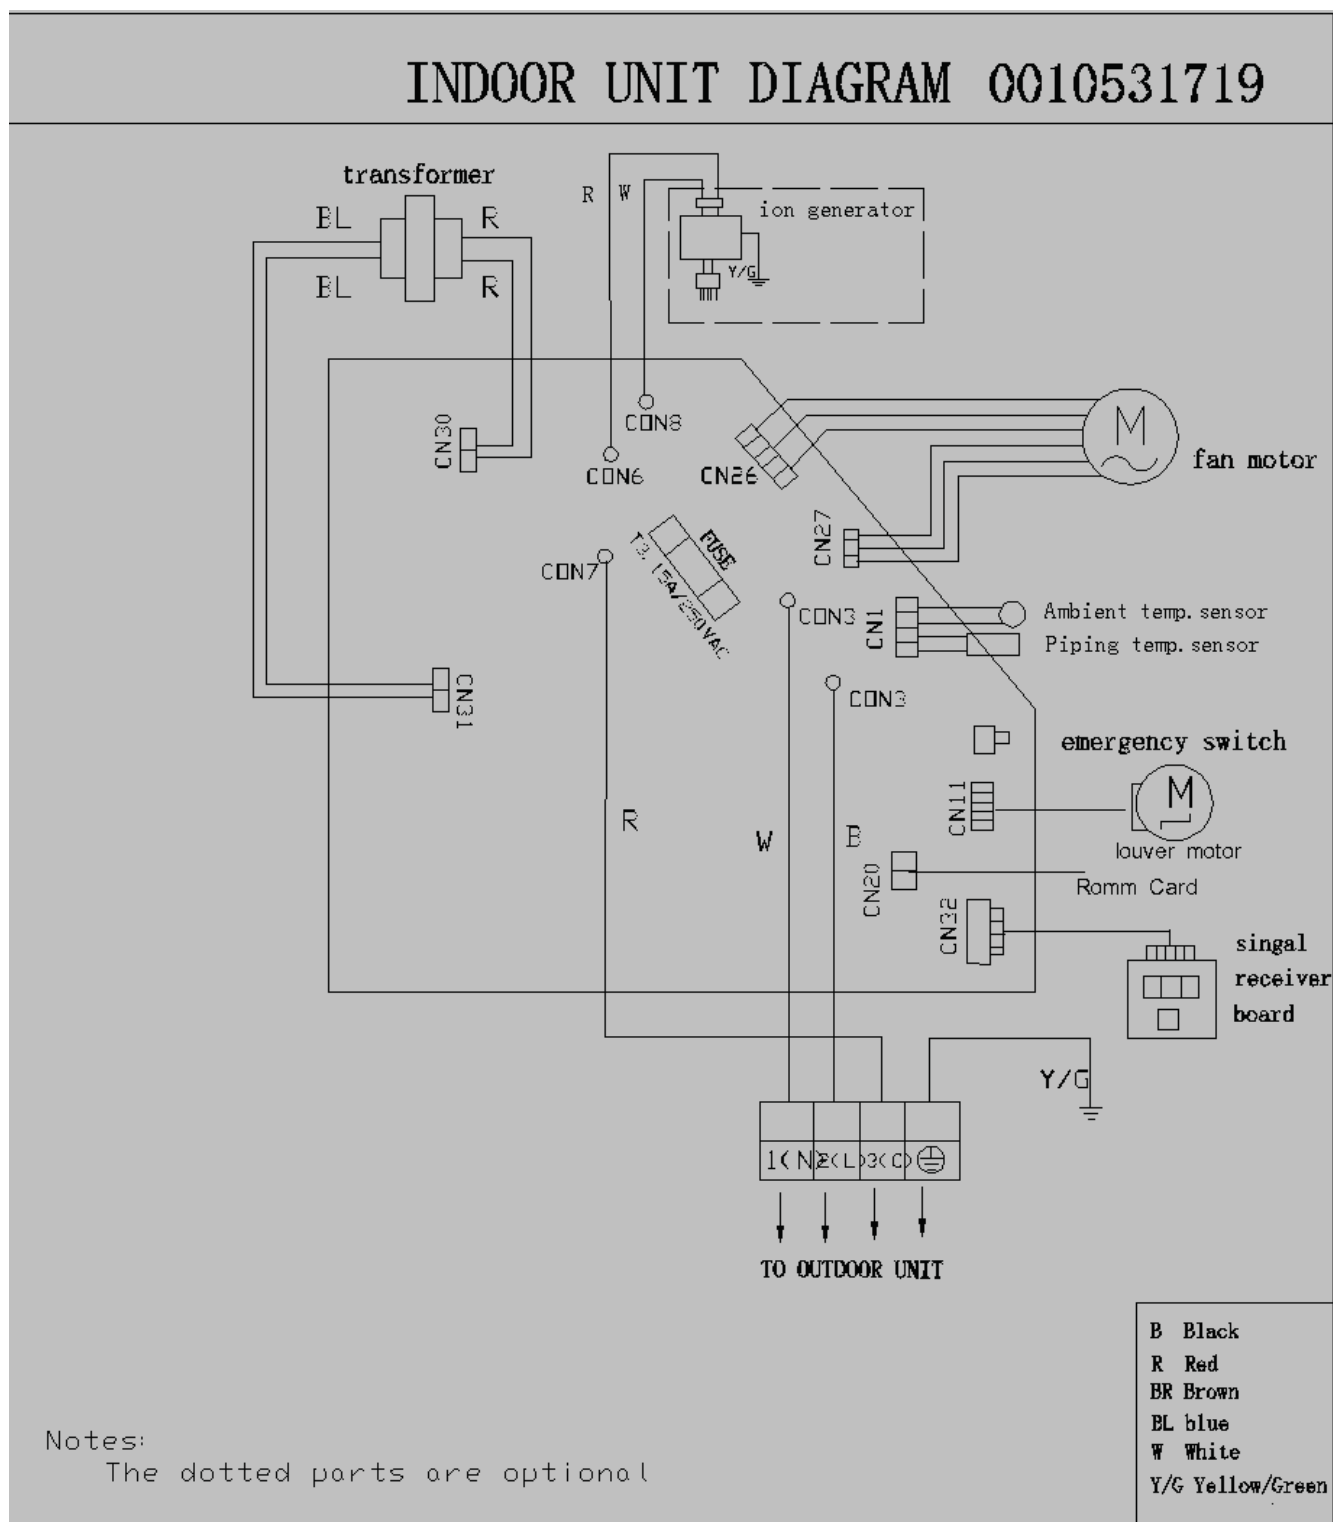 INDOOR UNIT DIAGRAM 0010531719
transformer
BL
R
BL
R
R
W
ion generator
Y/G
CN30
CON8
CON6
CN26
M
fan motor
CN27
FUSE
T3.15A/250VAC
CON7
CON3
CN1
Ambient temp.sensor
Piping temp.sensor
CN31
CON3
emergency switch
CN11
M
louver motor
R
W
B
CN20
Romm Card
CN32
singal
receiver
board
Y/G
1(N) 2(L) 3(C)
TO OUTDOOR UNIT
B Black
R Red
BR Brown
BL blue
W White
Y/G Yellow/Green
Notes:
The dotted parts are optional